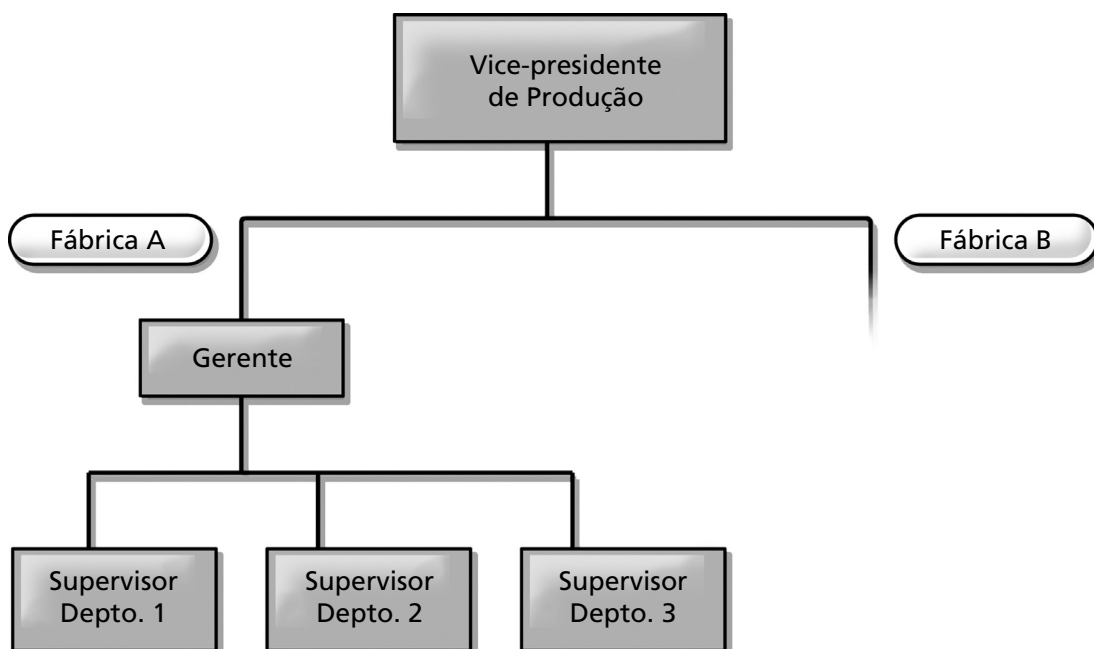 Vice-presidente
de Produção
Fábrica A
Fábrica B
Gerente
Supervisor
Depto. 1
Supervisor
Depto. 2
Supervisor
Depto. 3